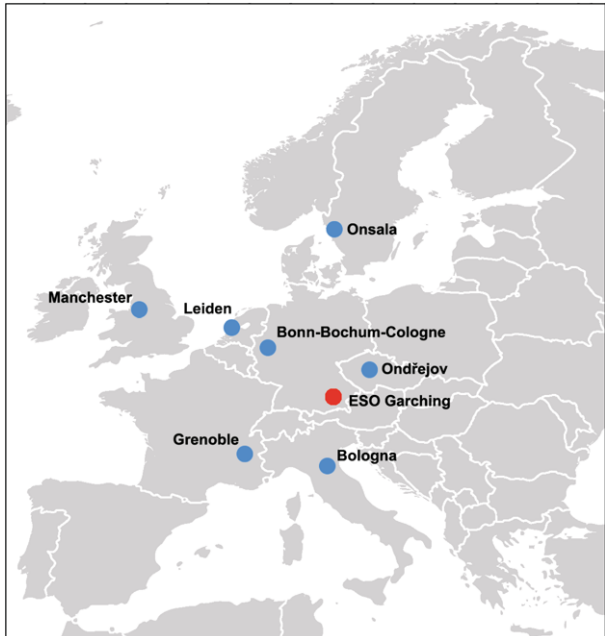 Onsala
Manchester
Leiden
Bonn-Bochum-Cologne
Ondřejov
ESO Garching
Grenoble
Bologna